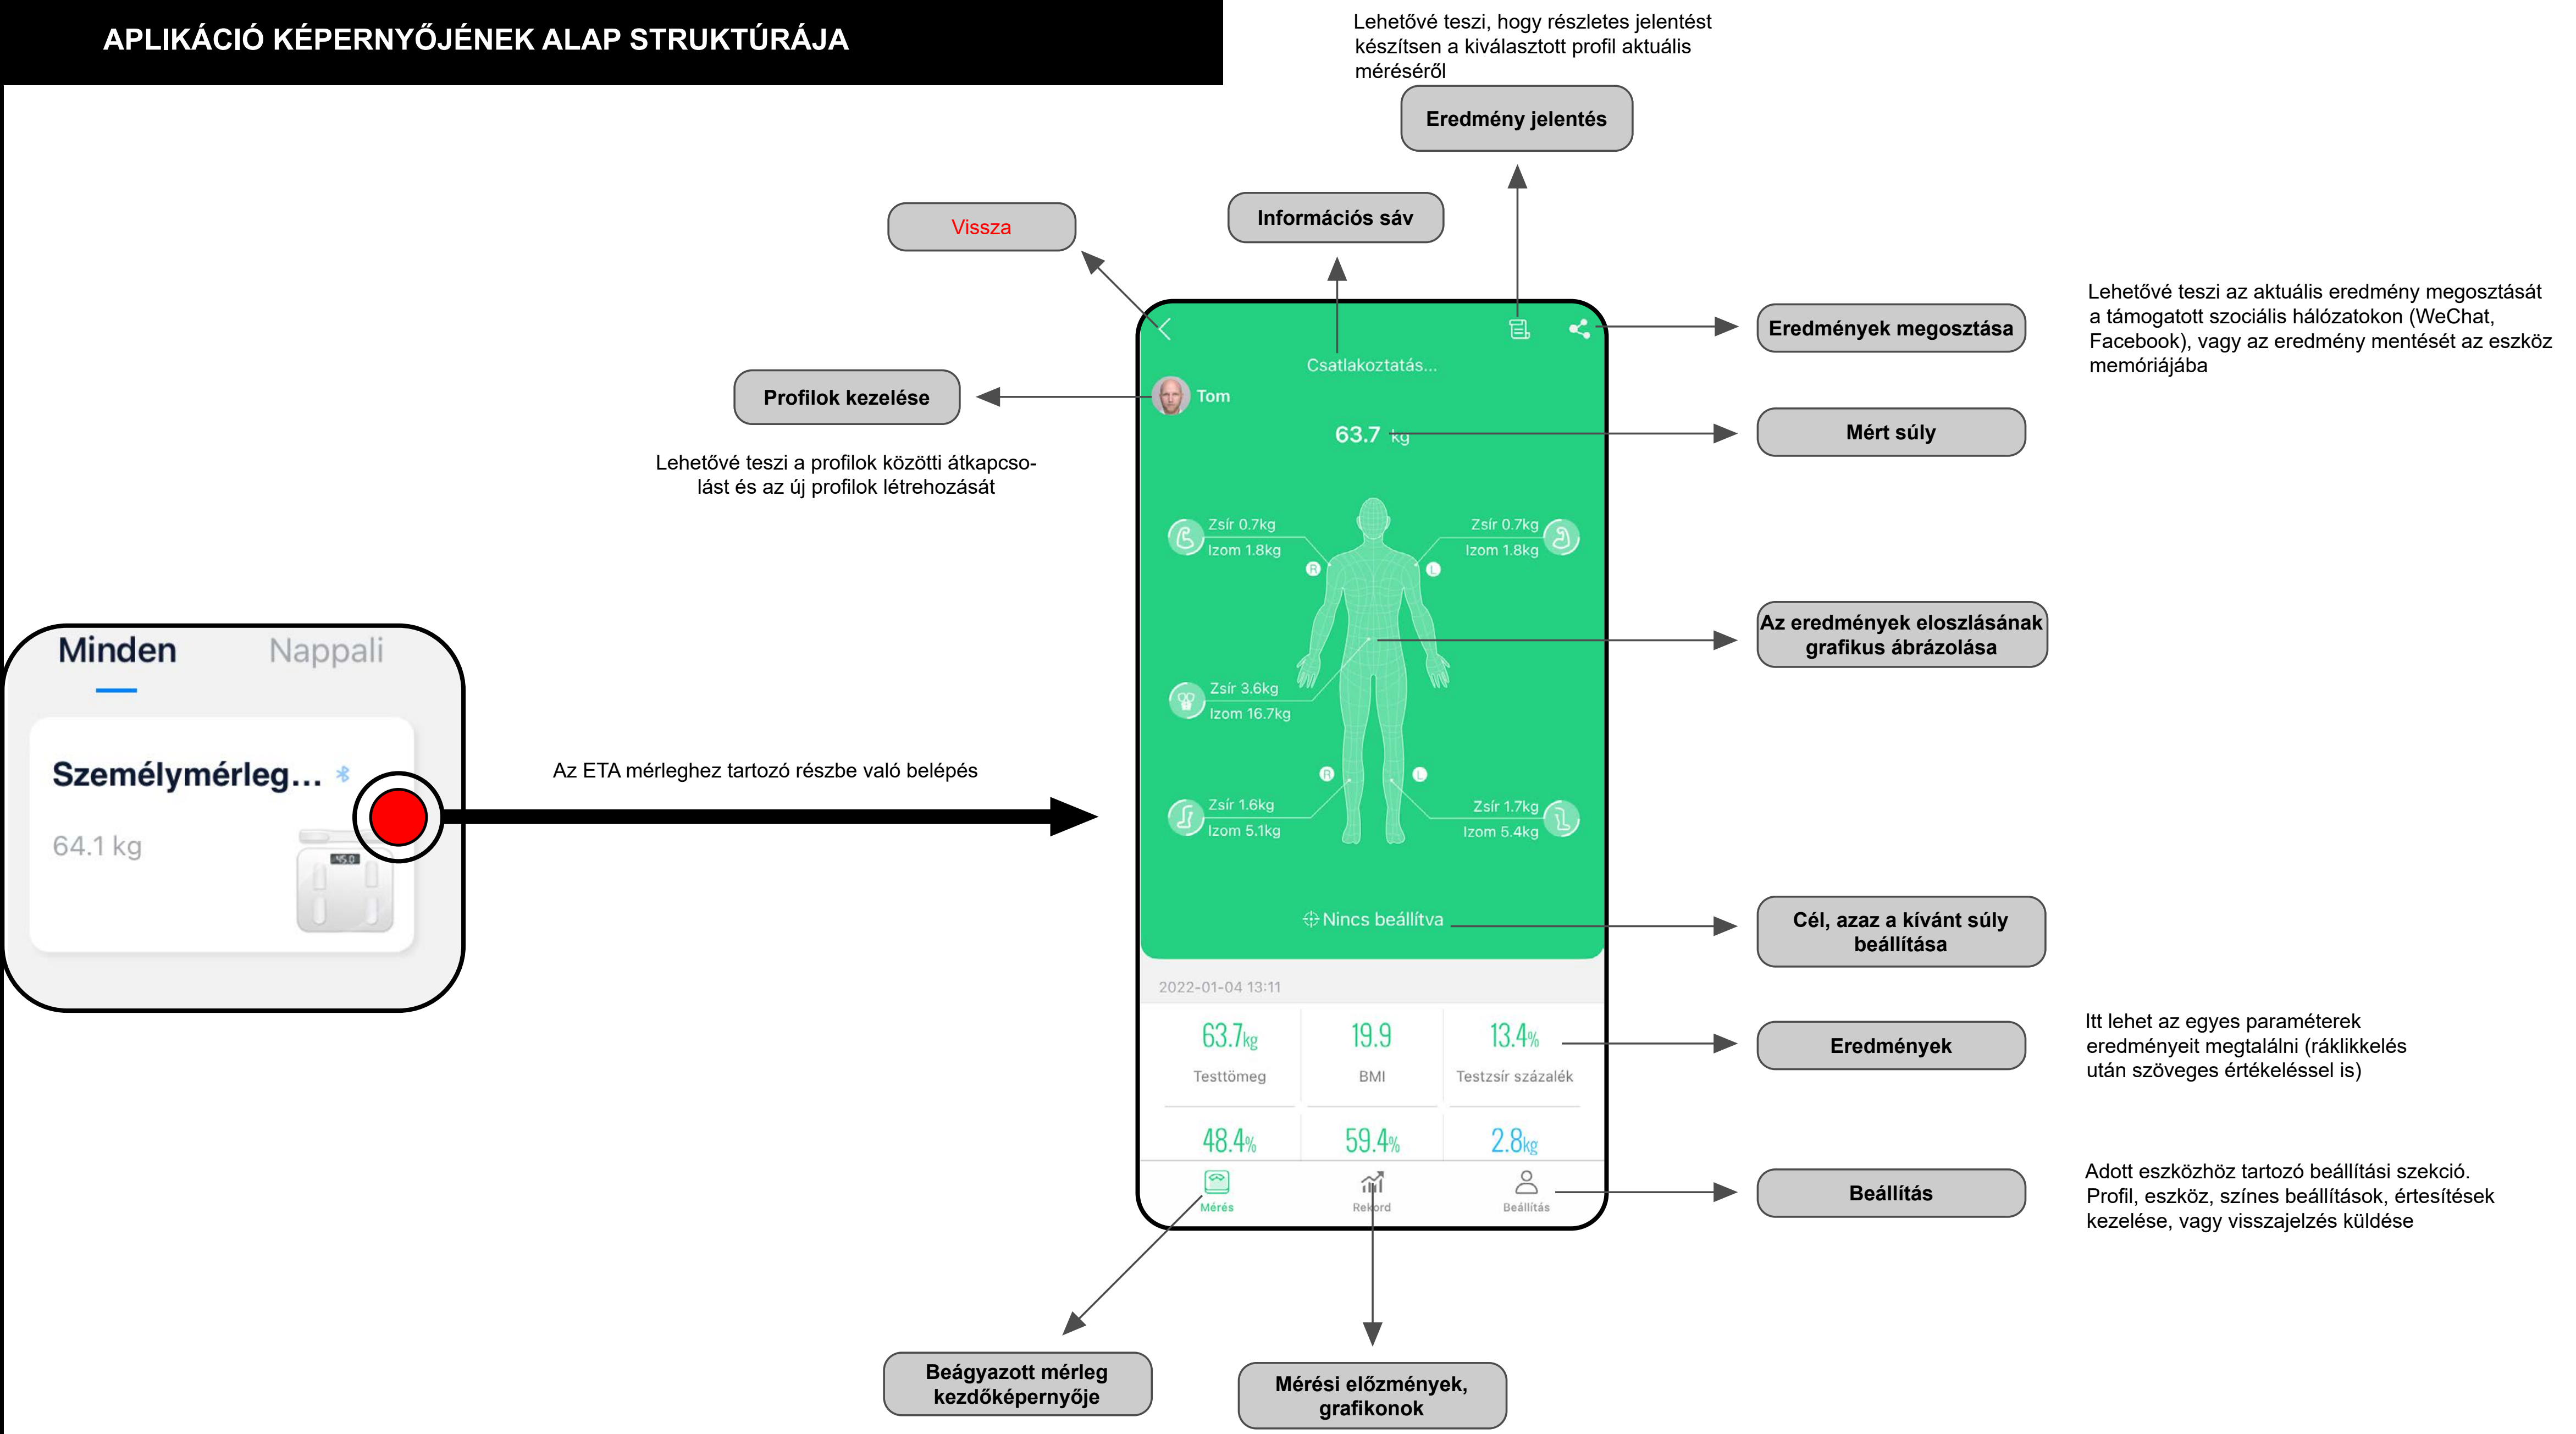 APLIKÁCIÓ KÉPERNYŐJÉNEK ALAP STRUKTÚRÁJA
Lehetővé teszi, hogy részletes jelentést
készítsen a kiválasztott profil aktuális
méréséről
Eredmény jelentés
Információs sáv
Vissza
Profilok kezelése
Lehetővé teszi a profilok közötti átkapcso-
lást és az új profilok létrehozását
Eredmények megosztása
Lehetővé teszi az aktuális eredmény megosztását
a támogatott szociális hálózatokon (WeChat,
Facebook), vagy az eredmény mentését az eszköz
memóriájába
Mért súly
Csatlakoztatás...
Tom
63.7 kg
Zsír 0.7kg
Izom 1.8kg
Zsír 0.7kg
Izom 1.8kg
R
L
Az eredmények eloszlásának
grafikus ábrázolása
Zsír 3.6kg
Izom 16.7kg
R
L
Zsír 1.6kg
Izom 5.1kg
Zsír 1.7kg
Izom 5.4kg
Minden
Nappali
Személymérleg...
64.1 kg
45.0
Az ETA mérleghez tartozó részbe való belépés
Nincs beállítva
Cél, azaz a kívánt súly
beállítása
2022-01-04 13:11
63.7kg
19.9
13.4%
Testtömeg
BMI
Testzsír százalék
48.4%
59.4%
2.8kg
Mérés
Rekord
Beállítás
Eredmények
Itt lehet az egyes paraméterek
eredményeit megtalálni (ráklikkelés
után szöveges értékeléssel is)
Beállítás
Adott eszközhöz tartozó beállítási szekció.
Profil, eszköz, színes beállítások, értesítések
kezelése, vagy visszajelzés küldése
Beágyazott mérleg
kezdőképernyője
Mérési előzmények,
grafikonok